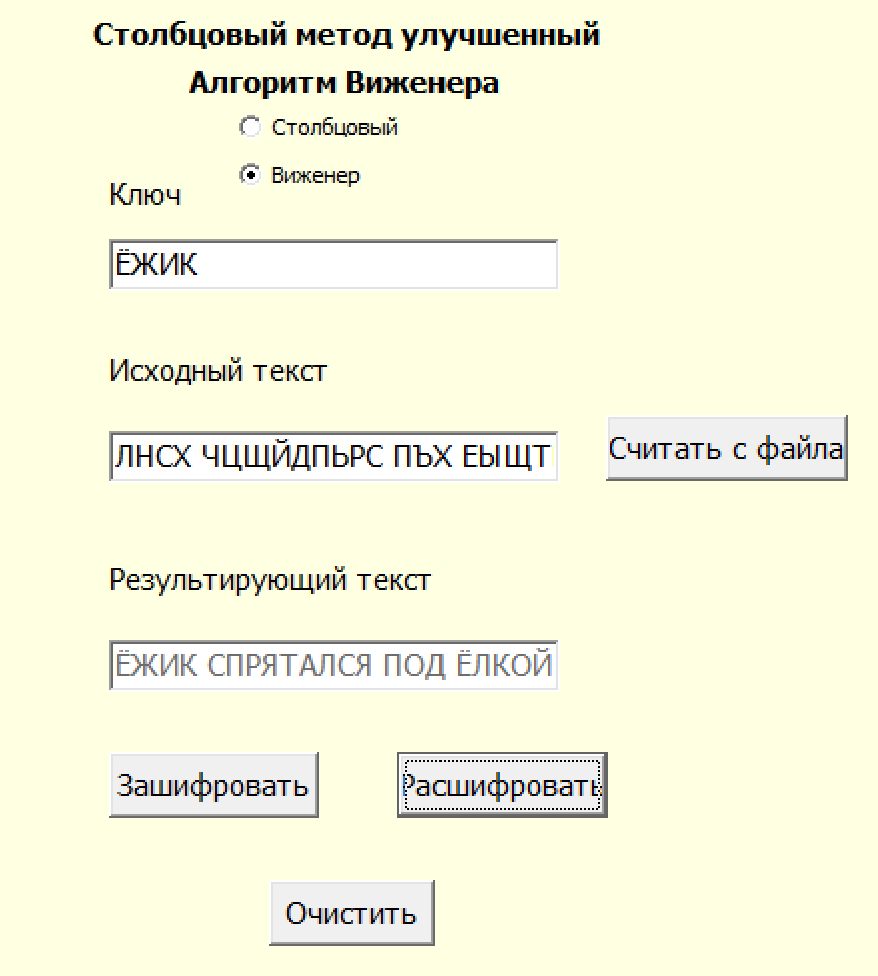 Столбцовый метод улучшенный
Алгоритм Виженера
Столбцовый
Виженер
Ключ
ЁЖИК
Исходный текст
ЛНСХ ЧЦЩЙДПЬРС ПЪХ ЕЫЩТ
Считать с файла
Результирующий текст
ЁЖИК СПРЯТАЛСЯ ПОД ЁЛКОЙ
Зашифровать
Расшифровать
Очистить